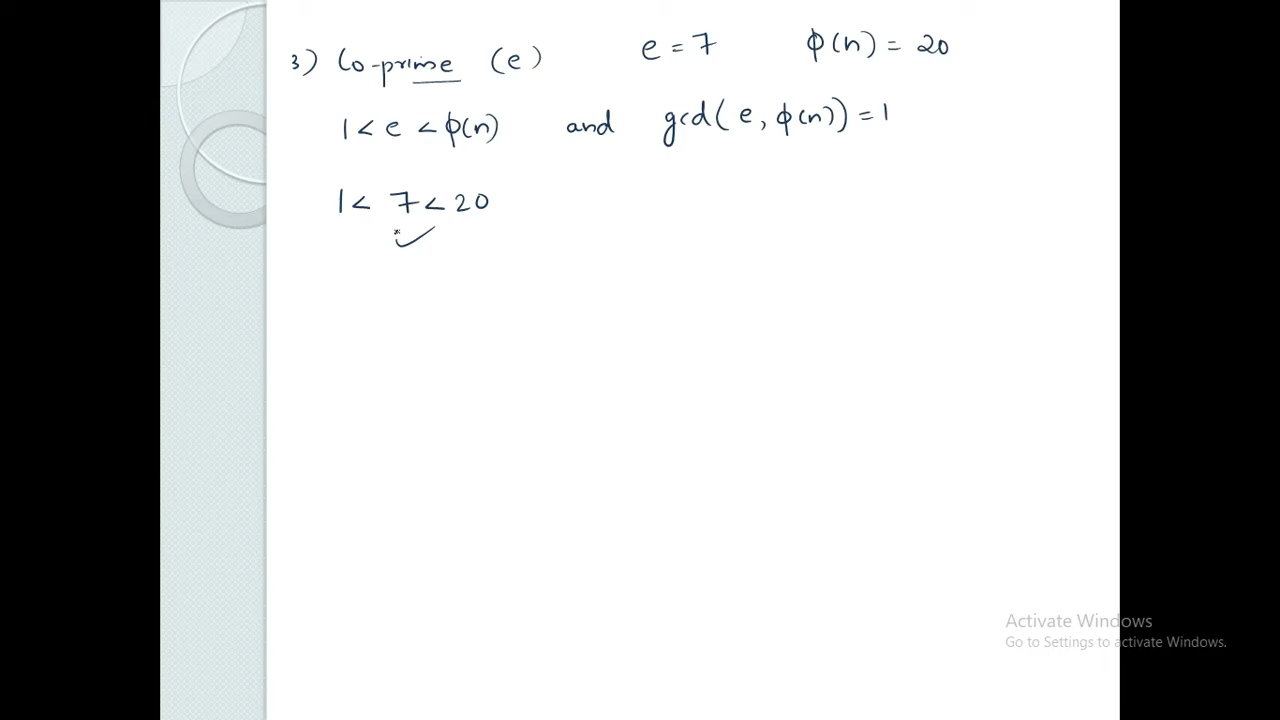 3) Co-prime (e) e = 7 ϕ(n) = 20
1 < e < ϕ(n) and gcd(e, ϕ(n)) = 1
1 < 7 < 20
Activate Windows
Go to Settings to activate Windows.